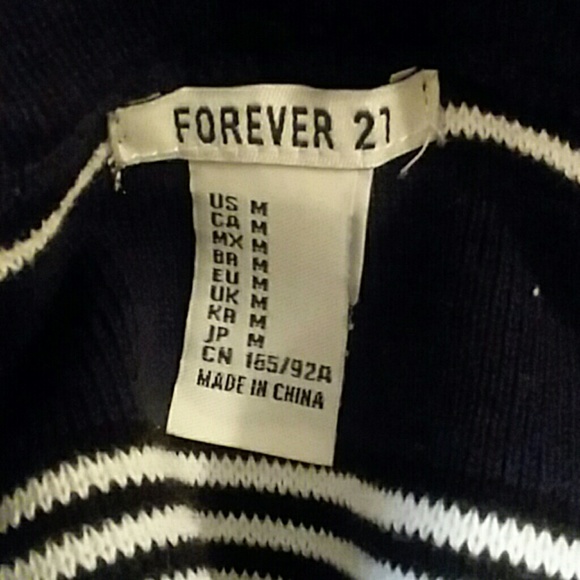 FOREVER 21
US M
CA M
MX M
BR M
EU M
UK M
KR M
JP M
CN 165/92A
MADE IN CHINA